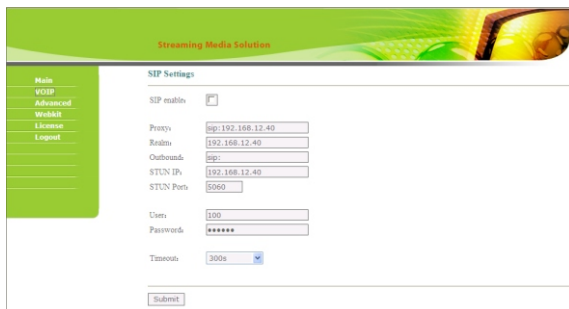 Streaming Media Solution
Main
VOIP
Advanced
Webkit
License
Logout
SIP Settings
SIP enable:
Proxy: sip:192.168.12.40
Realm: 192.168.12.40
Outbound: sip:
STUN IP: 192.168.12.40
STUN Port: 5060
User: 100
Password: ●●●●●●
Timeout: 300s
Submit